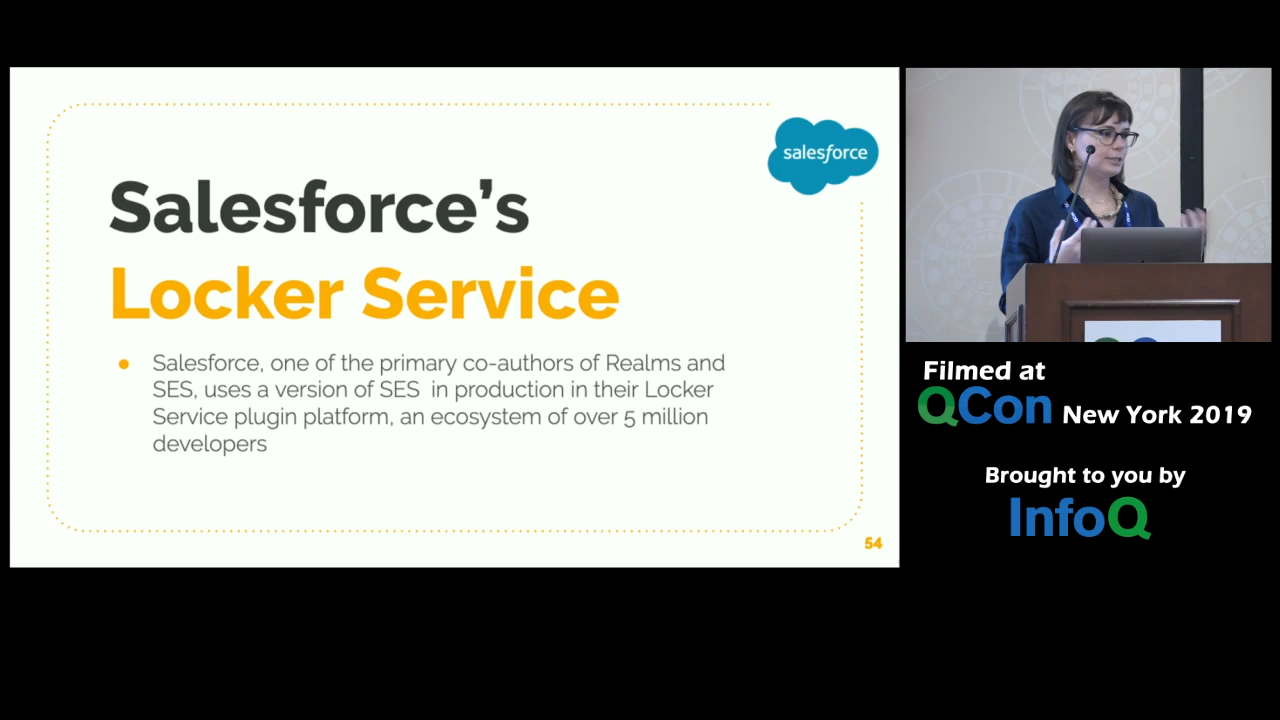 salesforce
Salesforce's
Locker Service
Salesforce, one of the primary co-authors of Realms and
SES, uses a version of SES in production in their Locker
Service plugin platform, an ecosystem of over 5 million
developers
54
Filmed at
QCon New York 2019
Brought to you by
InfoQ